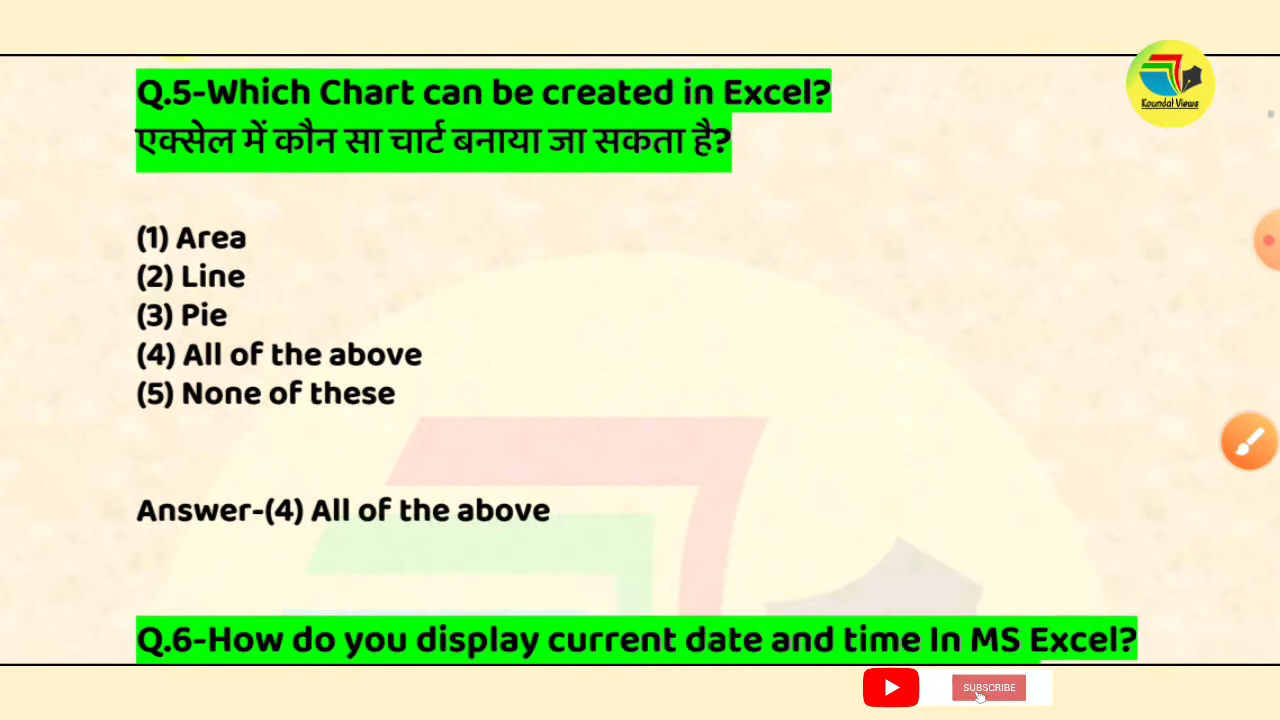 Q.5-Which Chart can be created in Excel?
एक्सेल में कौन सा चार्ट बनाया जा सकता है?
Koundal Views
(1) Area
(2) Line
(3) Pie
(4) All of the above
(5) None of these
Answer-(4) All of the above
Q.6-How do you display current date and time In MS Excel?
SUBSCRIBE